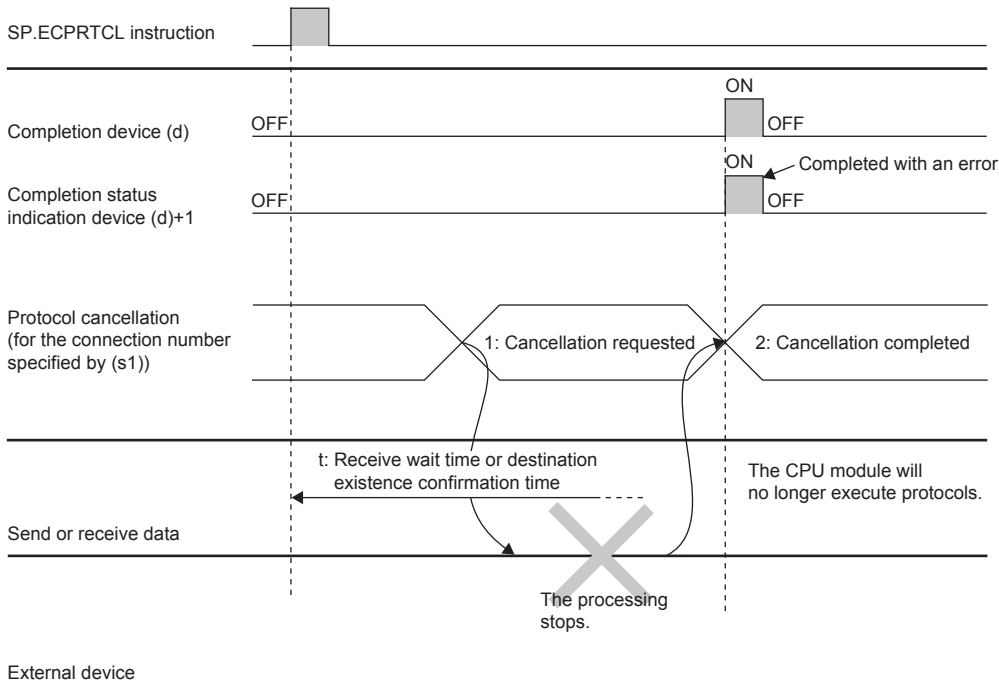 SP.ECPRTCL instruction
ON
Completion device (d)
OFF
OFF
ON
Completed with an error
Completion status
indication device (d)+1
OFF
OFF
Protocol cancellation
(for the connection number
specified by (s1))
1: Cancellation requested
2: Cancellation completed
t: Receive wait time or destination
existence confirmation time
The CPU module will
no longer execute protocols.
Send or receive data
The processing
stops.
External device